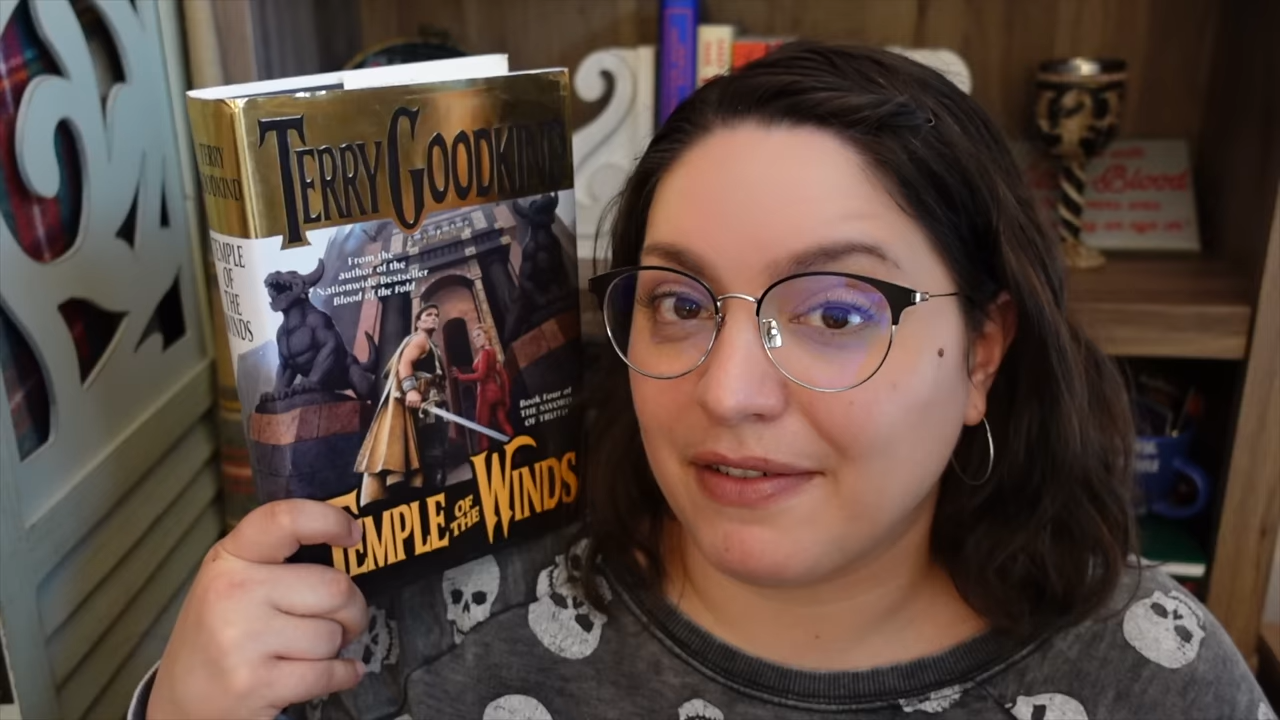 TERRY GOODKIND
From the
author of the
Nationwide Bestseller
Blood of the Fold
Book Four of
THE SWORD
OF TRUTH
TEMPLE OF THE WINDS
TERRY
GOODKIND
TEMPLE
OF
THE
WINDS
Blood